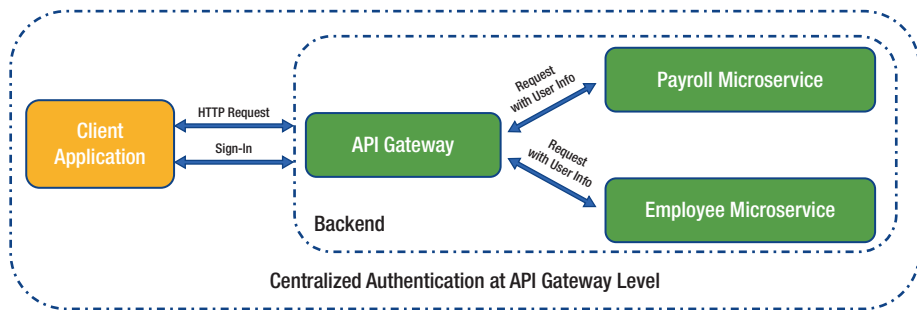 Client
Application
HTTP Request
Sign-In
API Gateway
Request
with User Info
Request
with User Info
Payroll Microservice
Employee Microservice
Backend
Centralized Authentication at API Gateway Level